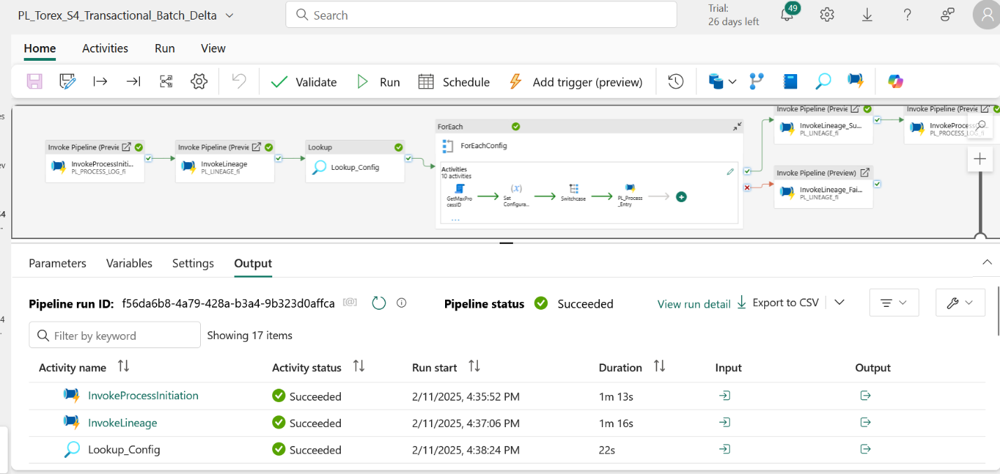 PL_Torex_S4_Transactional_Batch_Delta
Search
Trial:
26 days left
49
Home
Activities
Run
View
Validate
Run
Schedule
Add trigger (preview)
Invoke Pipeline (Previe
InvokeProcessIniti...
PL_PROCESS_LOG_fi
Invoke Pipeline (Previe
InvokeLineage
PL_LINEAGE_fi
Lookup
Lookup_Config
ForEach
ForEachConfig
Activities
10 activities
GetMaxPro
cessID
Set
Configura...
Switchcase
PL_Process
_Entry
...
Invoke Pipeline (Previe
InvokeLineage_Su...
PL_LINEAGE_fi
Invoke Pipeline (Previe
PL_PROCESS_LOG_fi
Invoke Pipeline (Preview)
InvokeLineage_Fai...
PL_LINEAGE_fi
Parameters
Variables
Settings
Output
Pipeline run ID: f56da6b8-4a79-428a-b3a4-9b323d0affca
Pipeline status
Succeeded
View run detail
Export to CSV
Filter by keyword
Showing 17 items
Activity name
Activity status
Run start
Duration
Input
Output
InvokeProcessInitiation
Succeeded
2/11/2025, 4:35:52 PM
1m 13s
InvokeLineage
Succeeded
2/11/2025, 4:37:06 PM
1m 16s
Lookup_Config
Succeeded
2/11/2025, 4:38:24 PM
22s